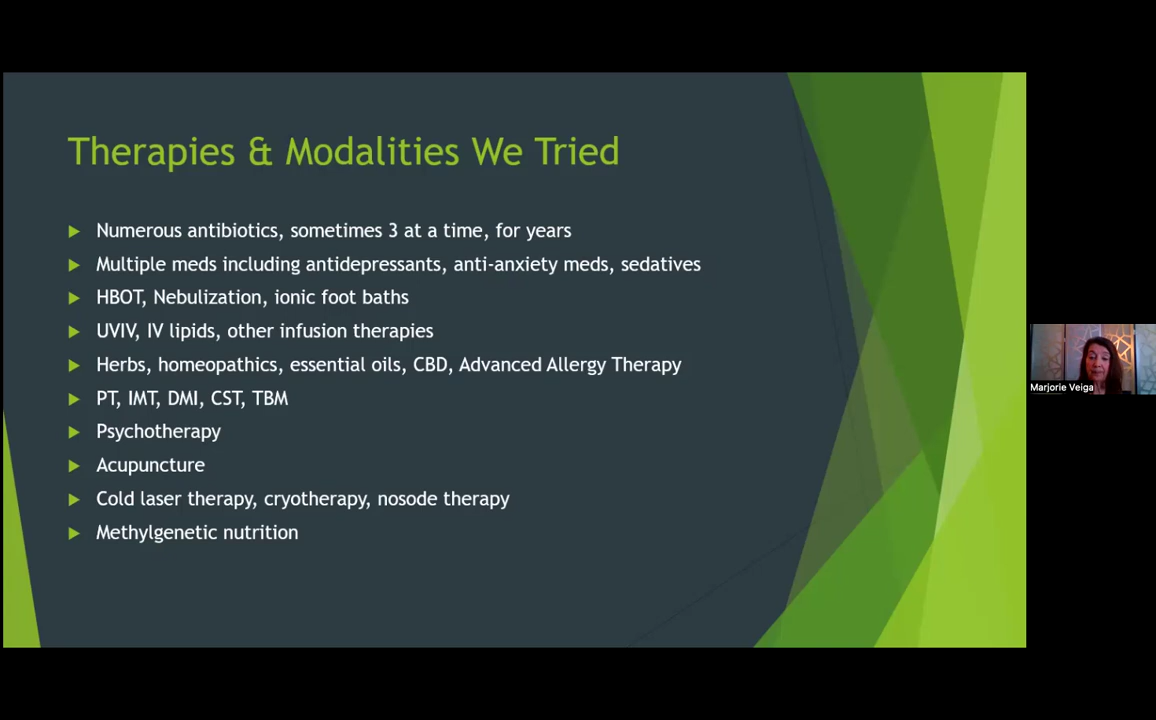 Therapies & Modalities We Tried
Numerous antibiotics, sometimes 3 at a time, for years
Multiple meds including antidepressants, anti-anxiety meds, sedatives
HBOT, Nebulization, ionic foot baths
UVIV, IV lipids, other infusion therapies
Herbs, homeopathics, essential oils, CBD, Advanced Allergy Therapy
PT, IMT, DMI, CST, TBM
Psychotherapy
Acupuncture
Cold laser therapy, cryotherapy, nosode therapy
Methylgenetic nutrition
Marjorie Veiga